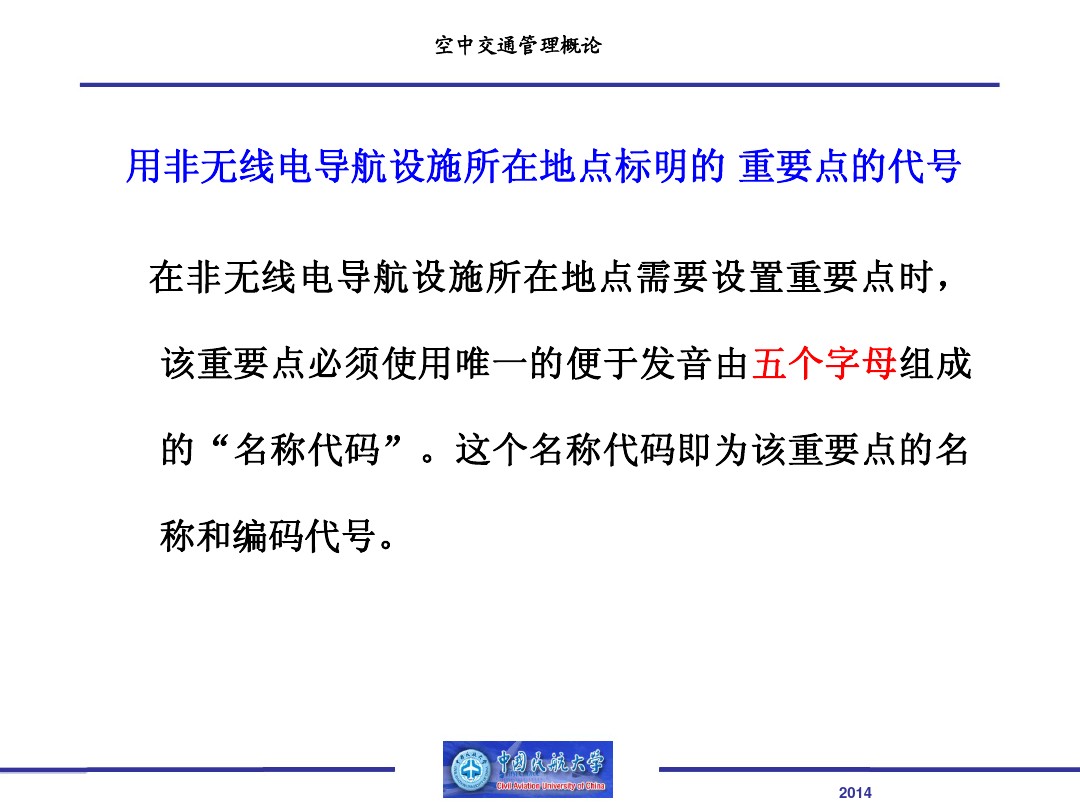 空中交通管理概论
用非无线电导航设施所在地点标明的 重要点的代号
在非无线电导航设施所在地点需要设置重要点时，
该重要点必须使用唯一的便于发音由五个字母组成
的“名称代码”。这个名称代码即为该重要点的名
称和编码代号。
中国民航大学
Civil Aviation University of China
2014